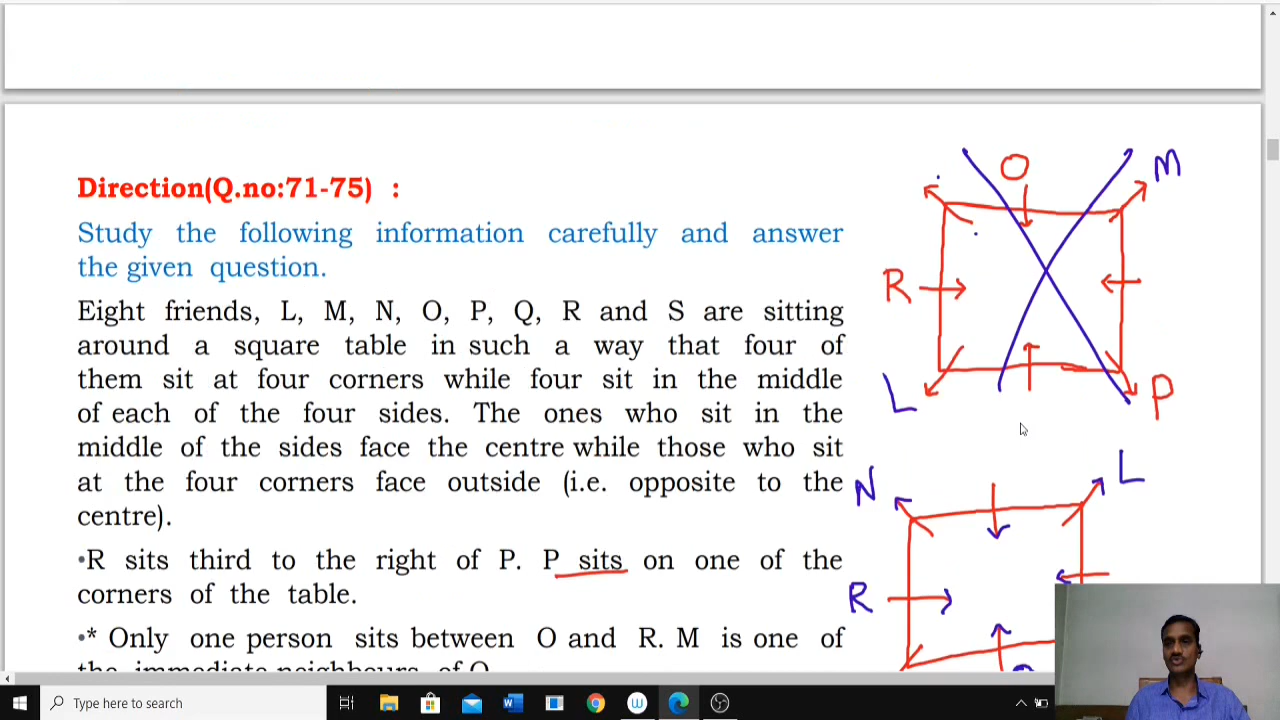 Direction(Q.no:71-75) :
Study the following information carefully and answer
the given question.
Eight friends, L, M, N, O, P, Q, R and S are sitting
around a square table in such a way that four of
them sit at four corners while four sit in the middle
of each of the four sides. The ones who sit in the
middle of the sides face the centre while those who sit
at the four corners face outside (i.e. opposite to the
centre).
•R sits third to the right of P. P sits on one of the
corners of the table.
•* Only one person sits between O and R. M is one of
the immediate neighbours of O
O
M
R
L
P
N
L
R
Type here to search